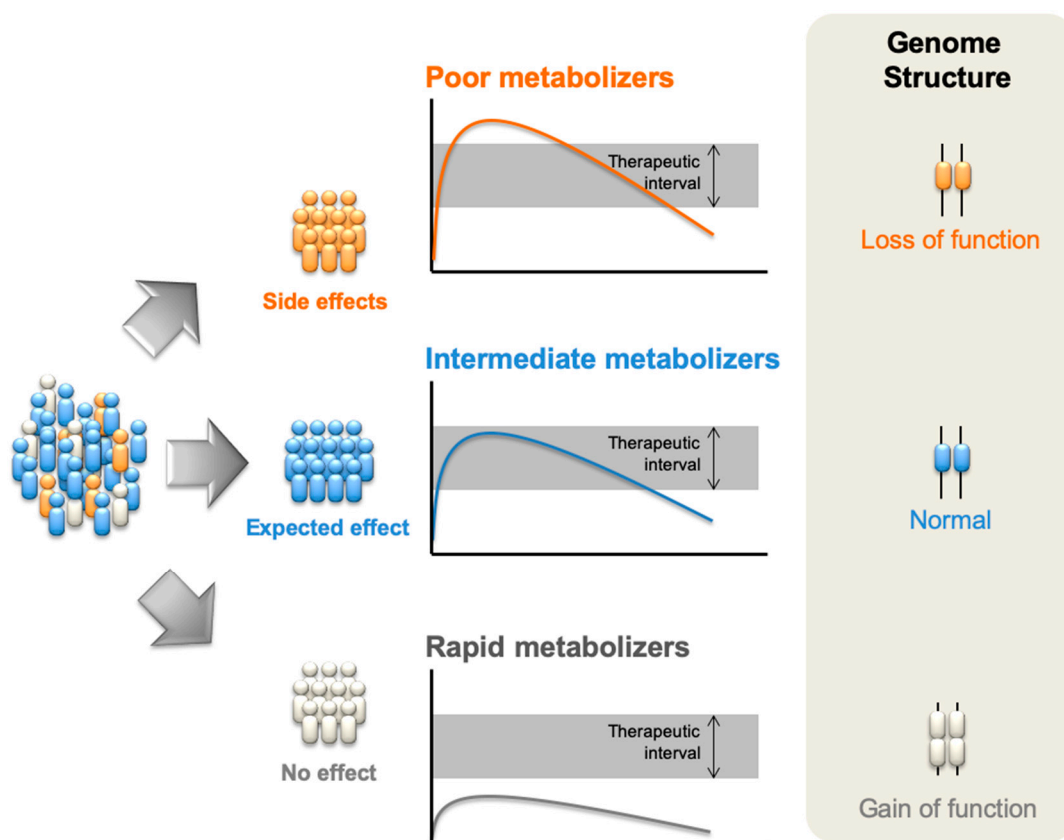 Genome
Structure
Poor metabolizers
Therapeutic
interval
Side effects
Loss of function
Intermediate metabolizers
Therapeutic
interval
Expected effect
Normal
Rapid metabolizers
Therapeutic
interval
No effect
Gain of function